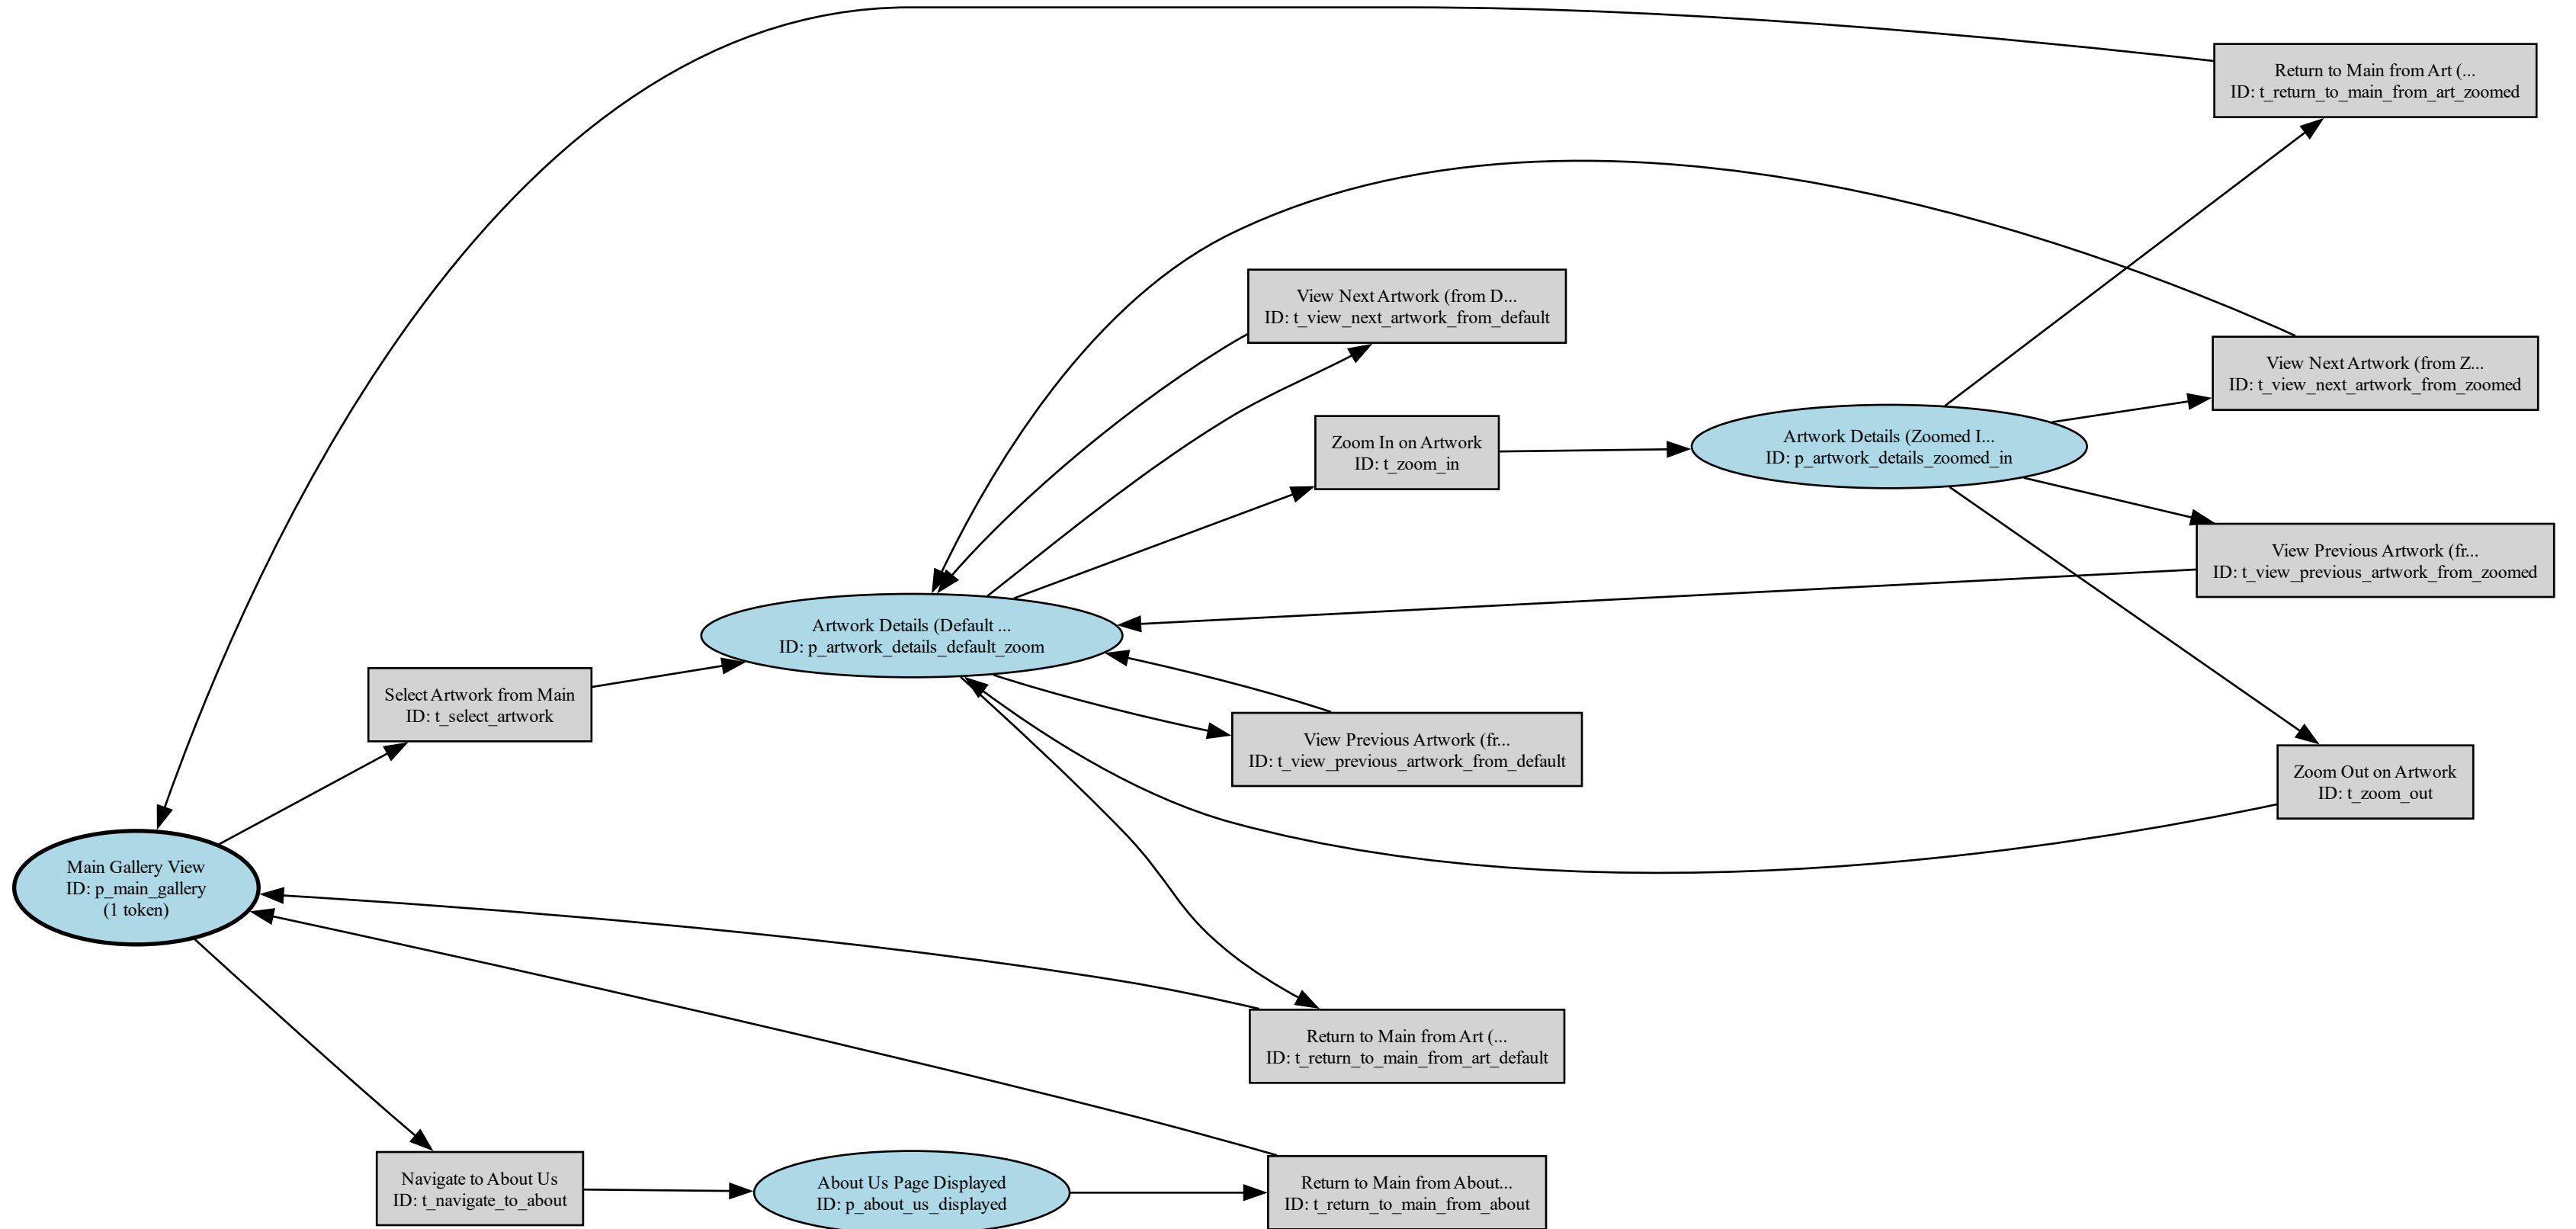 Return to Main from Art (...
ID: t_return_to_main_from_art_zoomed
View Next Artwork (from D...
ID: t_view_next_artwork_from_default
View Next Artwork (from Z...
ID: t_view_next_artwork_from_zoomed
Zoom In on Artwork
ID: t_zoom_in
Artwork Details (Zoomed I...
ID: p_artwork_details_zoomed_in
View Previous Artwork (fr...
ID: t_view_previous_artwork_from_zoomed
Artwork Details (Default ...
ID: p_artwork_details_default_zoom
Select Artwork from Main
ID: t_select_artwork
View Previous Artwork (fr...
ID: t_view_previous_artwork_from_default
Zoom Out on Artwork
ID: t_zoom_out
Main Gallery View
ID: p_main_gallery
(1 token)
Return to Main from Art (...
ID: t_return_to_main_from_art_default
Navigate to About Us
ID: t_navigate_to_about
About Us Page Displayed
ID: p_about_us_displayed
Return to Main from About...
ID: t_return_to_main_from_about